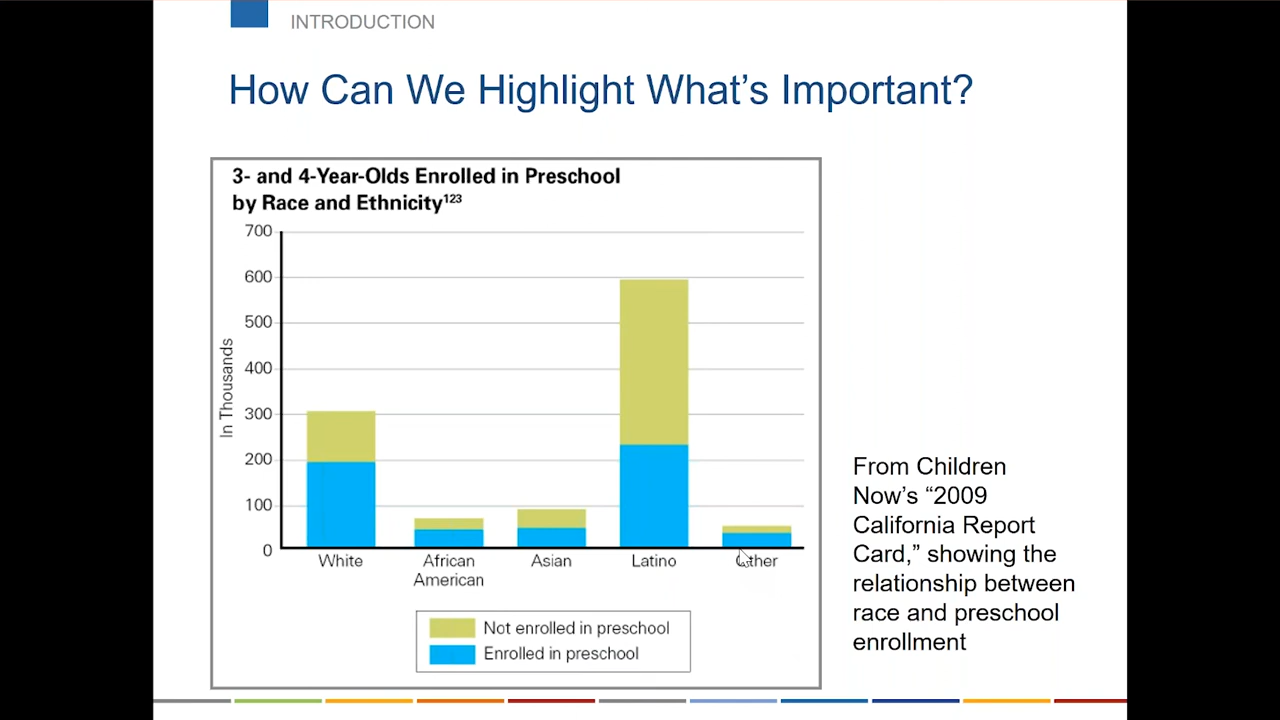 INTRODUCTION
How Can We Highlight What’s Important?
3- and 4-Year-Olds Enrolled in Preschool
by Race and Ethnicity¹²³
In Thousands
700
600
500
400
300
200
100
0
White
African
American
Asian
Latino
Other
Not enrolled in preschool
Enrolled in preschool
From Children
Now’s “2009
California Report
Card,” showing the
relationship between
race and preschool
enrollment